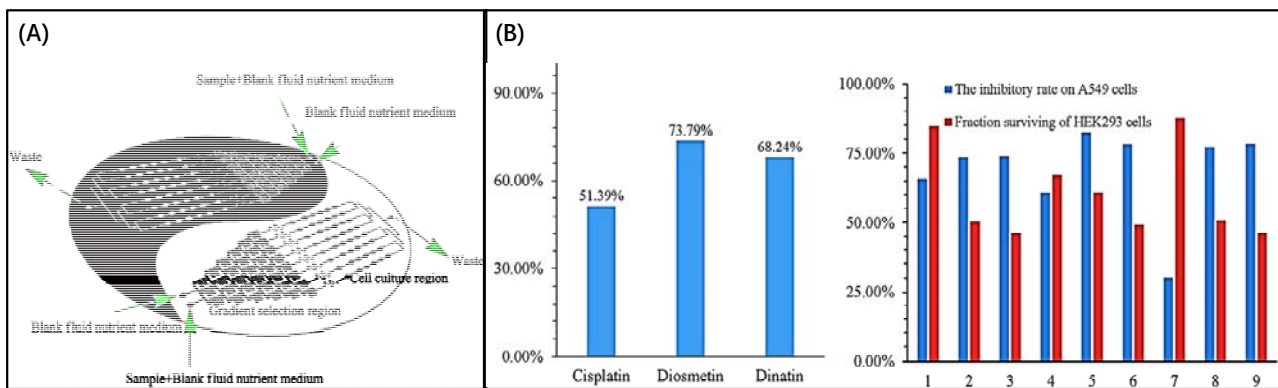 (A)
Sample+Blank fluid nutrient medium
Blank fluid nutrient medium
Waste
Waste
Cell culture region
Gradient selection region
Blank fluid nutrient medium
Sample+Blank fluid nutrient medium
(B)
90.00%
60.00%
30.00%
0.00%
51.39%
73.79%
68.24%
Cisplatin Diosmetin Dinatin
100.00%
75.00%
50.00%
25.00%
0.00%
The inhibitory rate on A549 cells
Fraction surviving of HEK293 cells
1 2 3 4 5 6 7 8 9